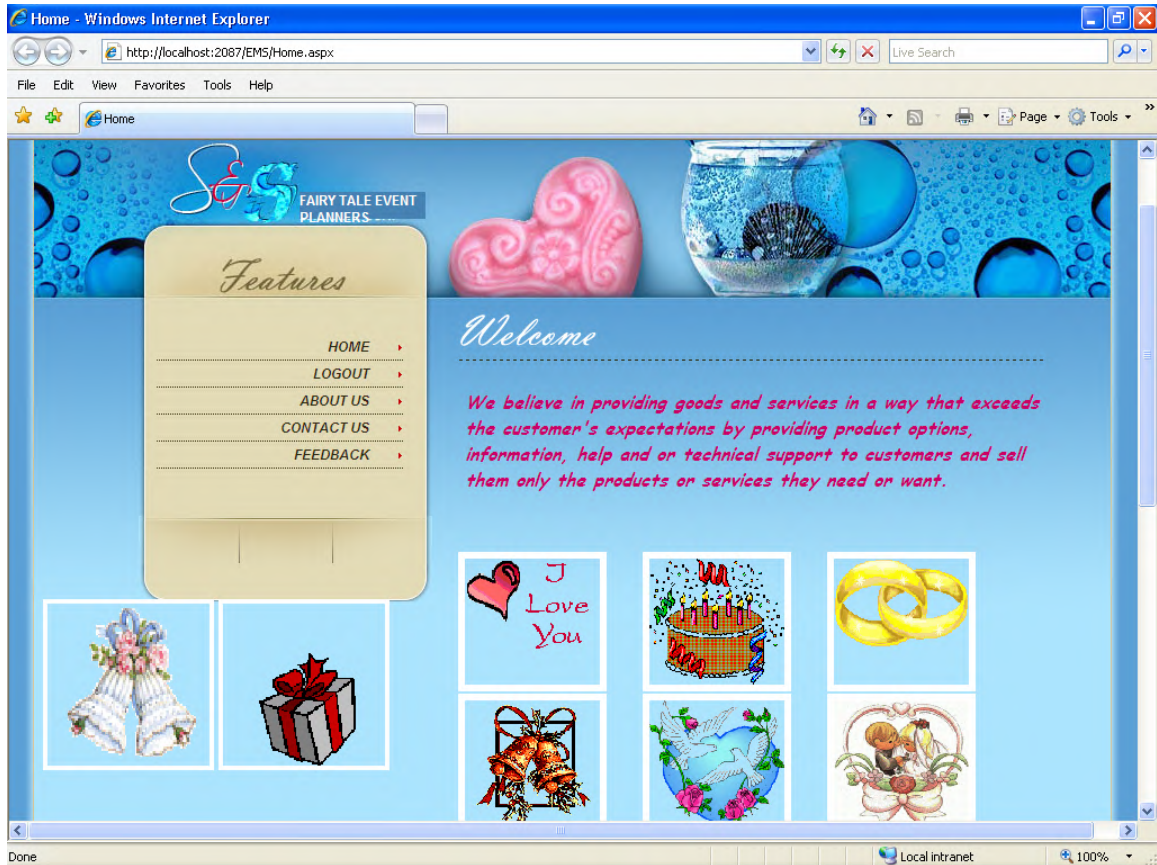 Home - Windows Internet Explorer
http://localhost:2087/EMS/Home.aspx
Live Search
File Edit View Favorites Tools Help
Home
Page Tools
S&S
FAIRY TALE EVENT
PLANNERS
Features
HOME
LOGOUT
ABOUT US
CONTACT US
FEEDBACK
Welcome
We believe in providing goods and services in a way that exceeds
the customer's expectations by providing product options,
information, help and or technical support to customers and sell
them only the products or services they need or want.
I
Love
You
Done
Local intranet
100%